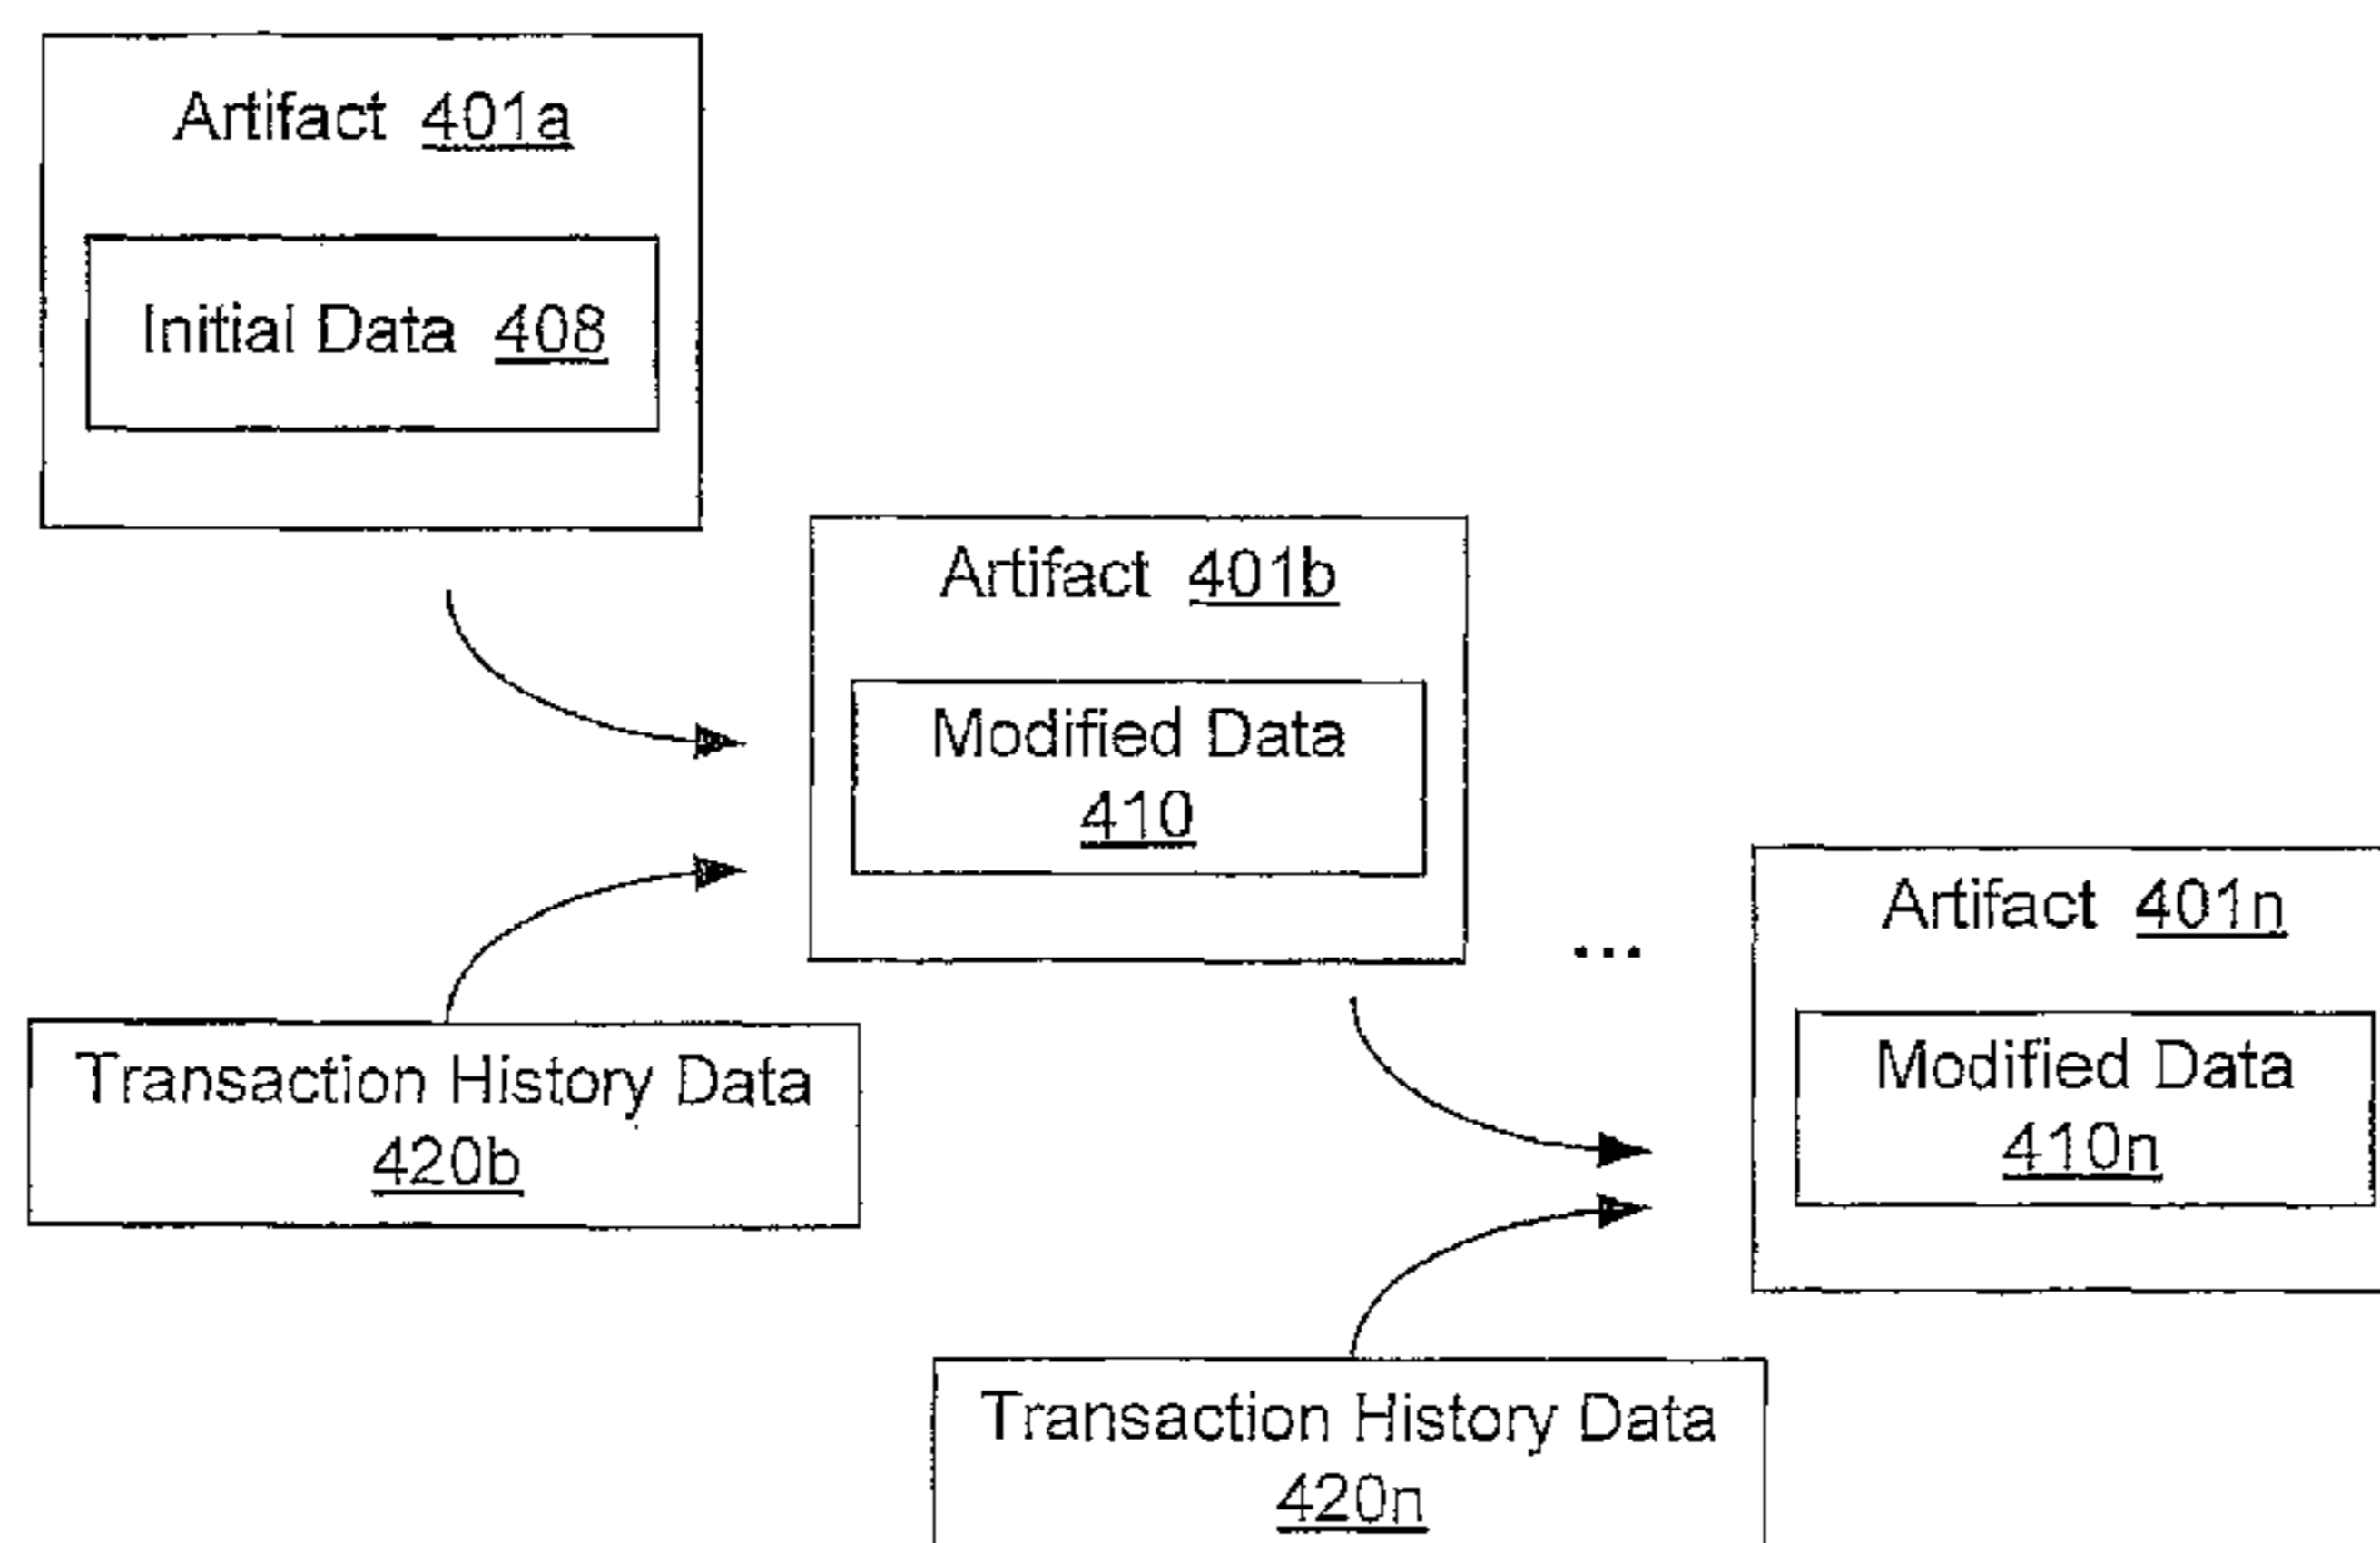 Artifact 401a
Initial Data 408
Artifact 401b
Modified Data
410
...
Artifact 401n
Modified Data
410n
Transaction History Data
420b
Transaction History Data
420n